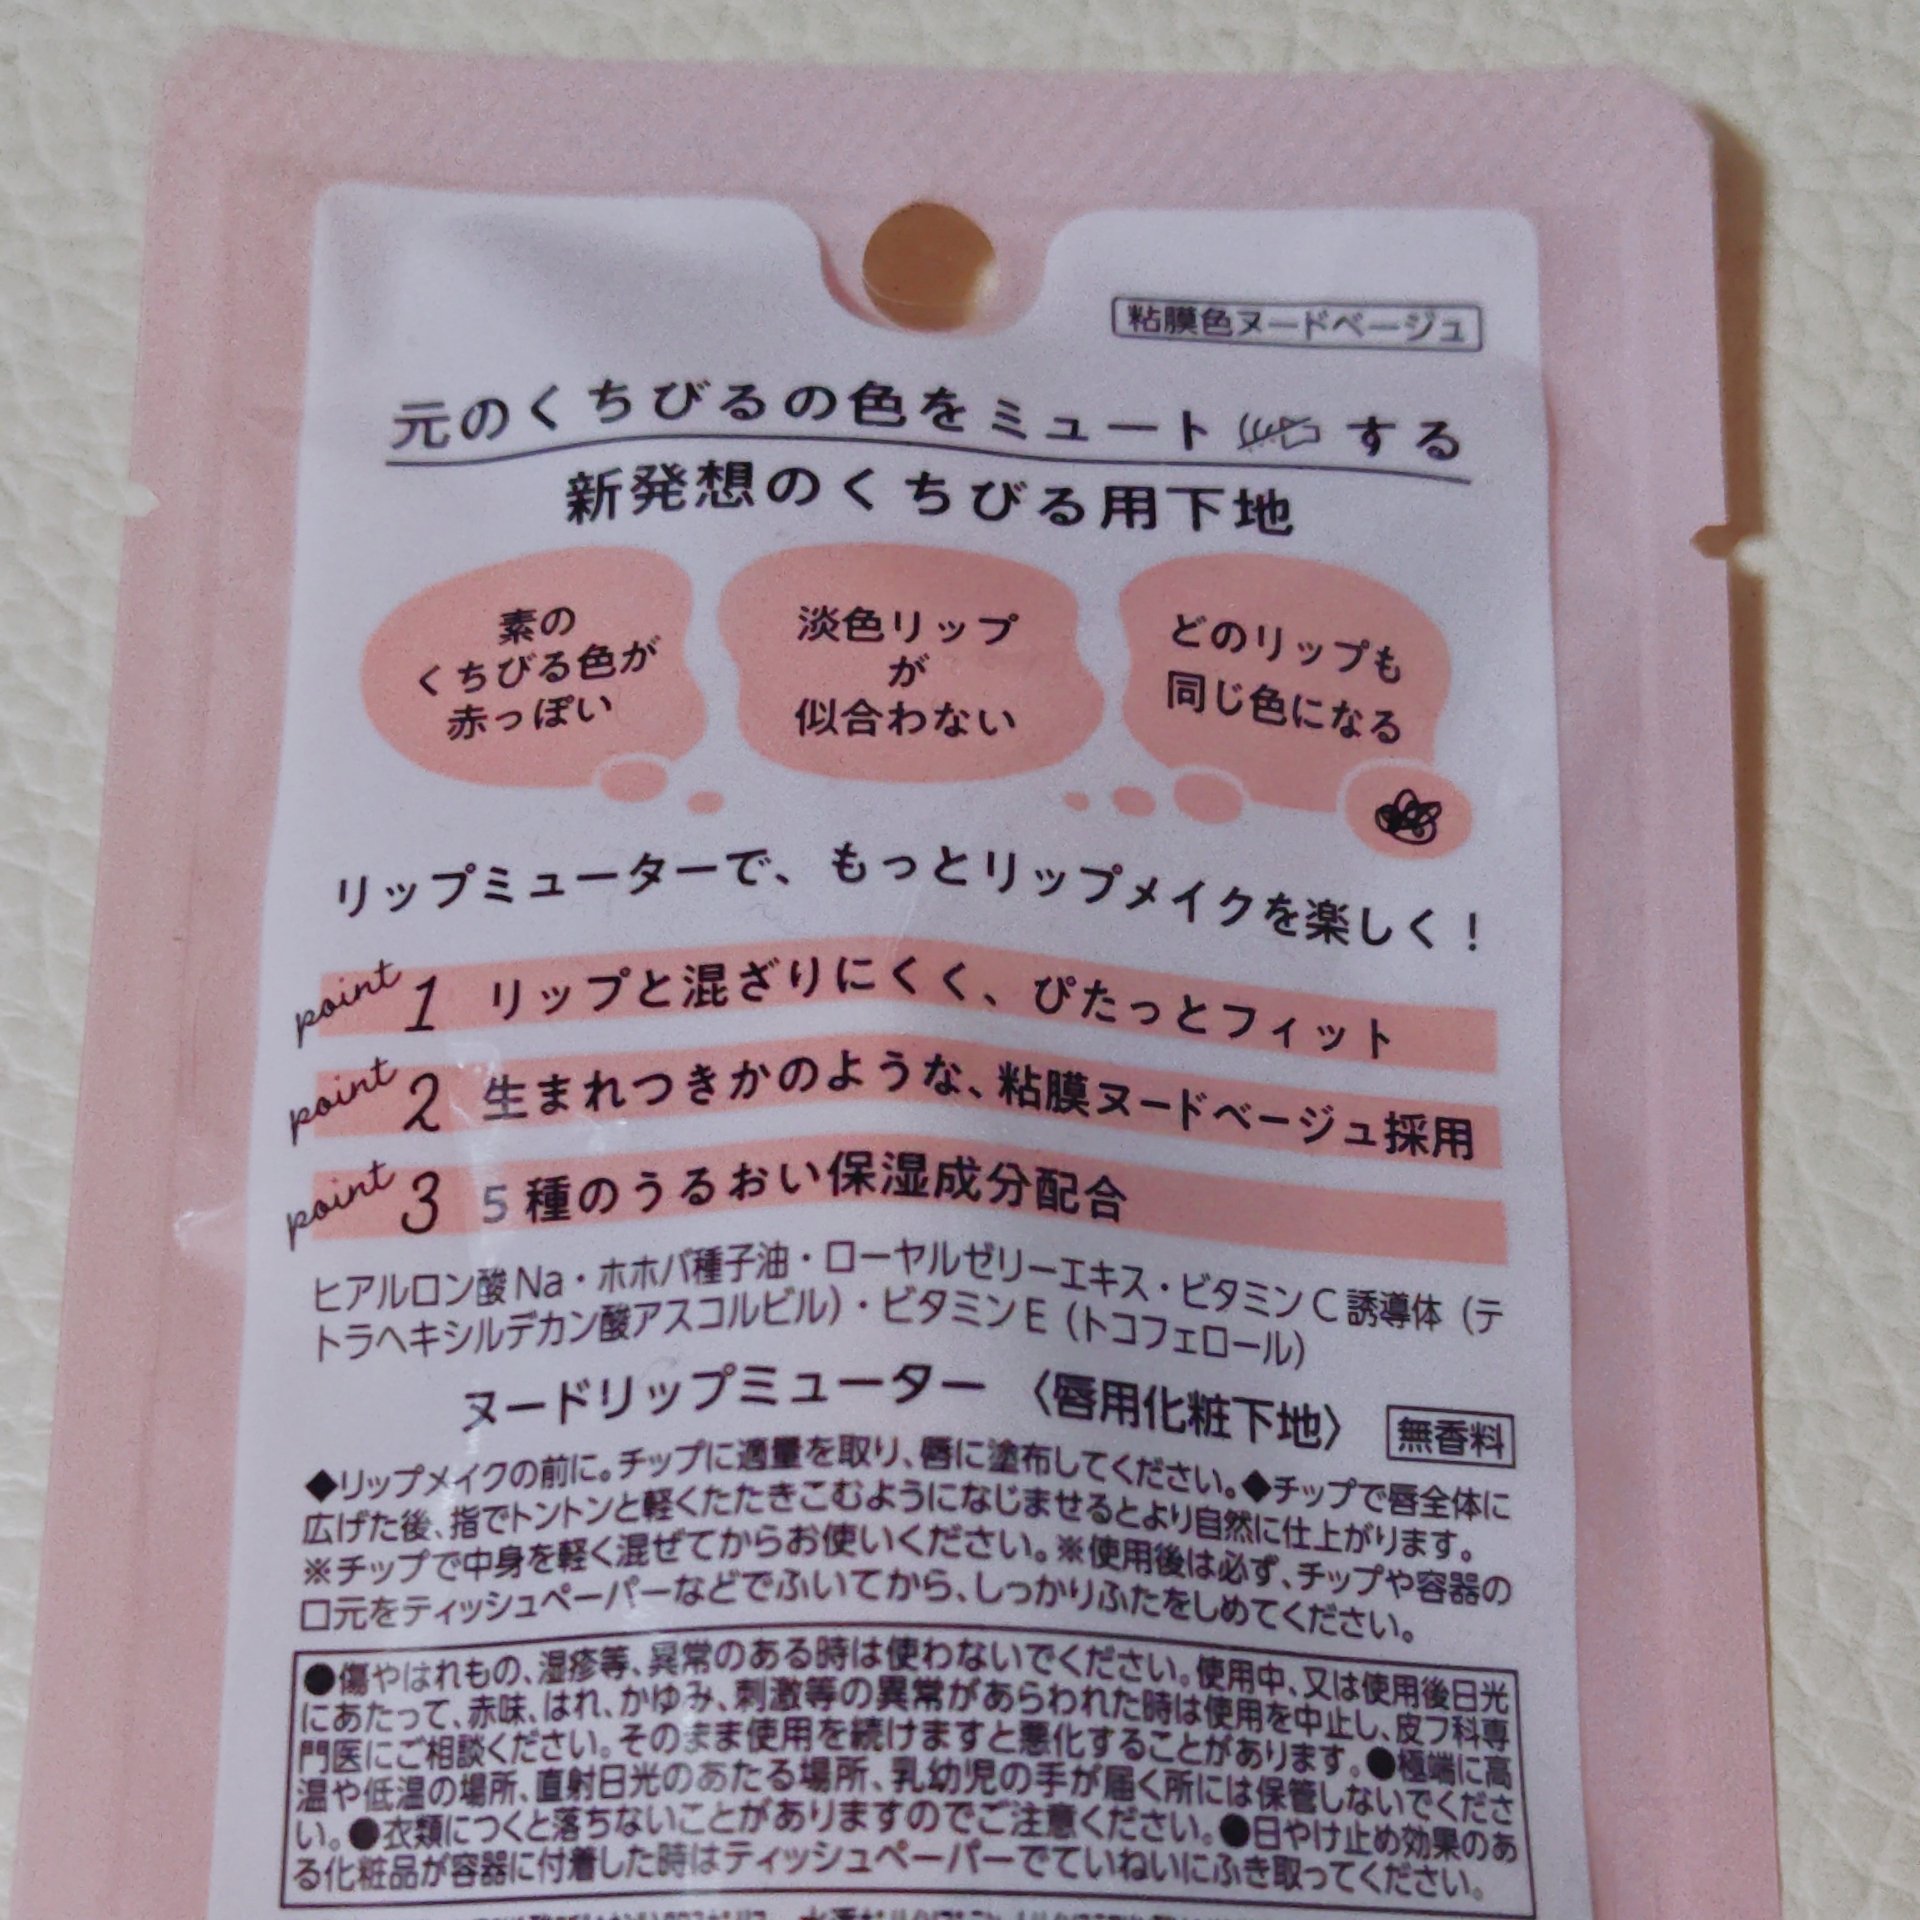 粘膜色ヌードベージュ
元のくちびるの色をミュートする
新発想のくちびる用下地
素の
くちびる色が
赤っぽい
淡色リップ
が
似合わない
どのリップも
同じ色になる
リップミューターで、もっとリップメイクを楽しく!
point 1 リップと混ざりにくく、ぴたっとフィット
point 2 生まれつきかのような、粘膜ヌードベージュ採用
point 3 5種のうるおい保湿成分配合
ヒアルロン酸Na・ホホバ種子油・ローヤルゼリーエキス・ビタミンC誘導体(テ
トラヘキシルデカン酸アスコルビル)・ビタミンE(トコフェロール)
ヌードリップミューター〈唇用化粧下地〉 無香料
◆リップメイクの前に。チップに適量を取り、唇に塗布してください。◆チップで唇全体に
広げた後、指でトントンと軽くたたきこむようになじませるとより自然に仕上がります。
※チップで中身を軽く混ぜてからお使いください。※使用後は必ず、チップや容器の
口元をティッシュペーパーなどでふいてから、しっかりふたをしめてください。
●傷やはれもの、湿疹等、異常のある時は使わないでください。使用中、又は使用後日光
にあたって、赤味、はれ、かゆみ、刺激等の異常があらわれた時は使用を中止し、皮フ科専
門医にご相談ください。そのまま使用を続けますと悪化することがあります。●極端に高
温や低温の場所、直射日光のあたる場所、乳幼児の手が届く所には保管しないでくださ
い。●衣類につくと落ちないことがありますのでご注意ください。●日やけ止め効果のあ
る化粧品が容器に付着した時はティッシュペーパーでていねいにふき取ってください。